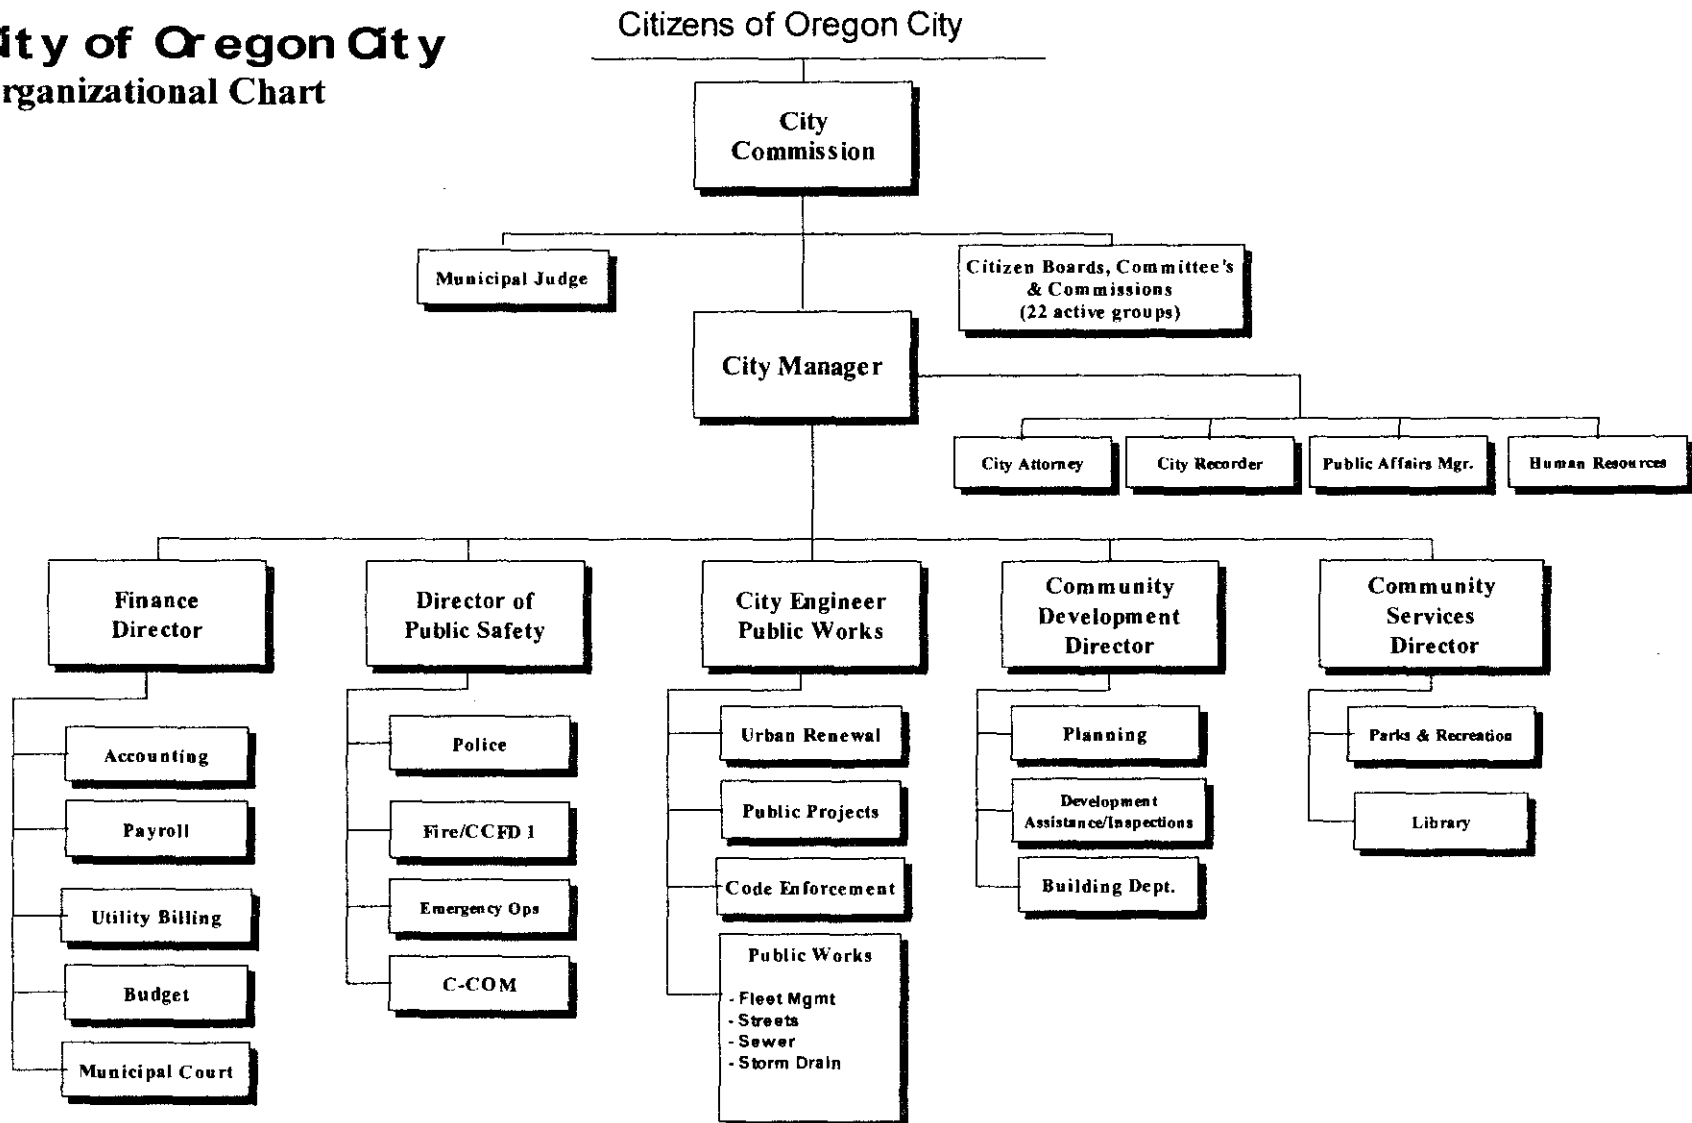 ity of Oregon City
rganizational Chart
Citizens of Oregon City
City
Commission
Municipal Judge
Citizen Boards, Committee's
& Commissions
(22 active groups)
City Manager
City Attorney
City Recorder
Public Affairs Mgr.
Human Resources
Finance
Director
Director of
Public Safety
City Engineer
Public Works
Community
Development
Director
Community
Services
Director
Accounting
Payroll
Utility Billing
Budget
Municipal Court
Police
Fire/CCFD 1
Emergency Ops
C-COM
Urban Renewal
Public Projects
Code Enforcement
Public Works
- Fleet Mgmt
- Streets
- Sewer
- Storm Drain
Planning
Development
Assistance/Inspections
Building Dept.
Parks & Recreation
Library